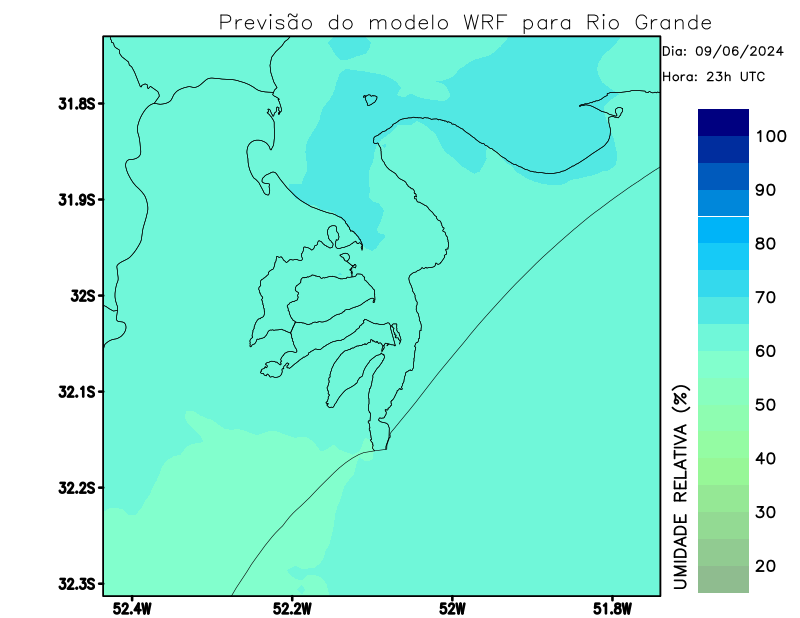 Previsão do modelo WRF para Rio Grande
Dia: 09/06/2024
Hora: 23h UTC
31.8S
31.9S
32S
32.1S
32.2S
32.3S
52.4W
52.2W
52W
51.8W
100
90
80
70
60
50
40
30
20
UMIDADE RELATIVA (%)